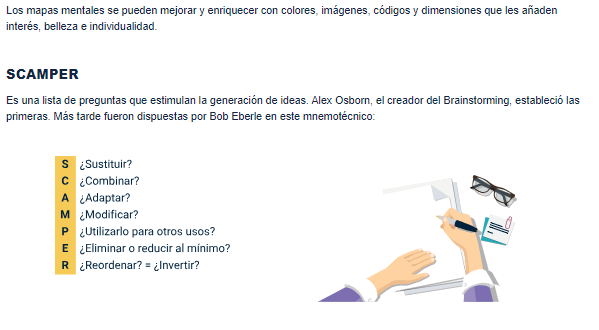 Los mapas mentales se pueden mejorar y enriquecer con colores, imágenes, códigos y dimensiones que les añaden
interés, belleza e individualidad.
SCAMPER
Es una lista de preguntas que estimulan la generación de ideas. Alex Osborn, el creador del Brainstorming, estableció las
primeras. Más tarde fueron dispuestas por Bob Eberle en este mnemotécnico:
S ¿Sustituir?
C ¿Combinar?
A ¿Adaptar?
M ¿Modificar?
P ¿Utilizarlo para otros usos?
E ¿Eliminar o reducir al mínimo?
R ¿Reordenar? = ¿Invertir?